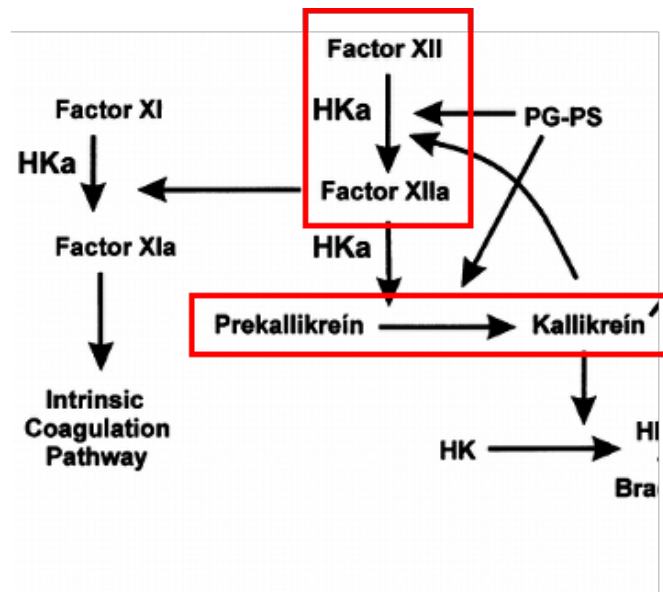 Factor XII
Factor XI
HKa
PG-PS
HKa
Factor XIIa
Factor XIa
HKa
Prekallikrein
Kallikrein
Intrinsic
Coagulation
Pathway
HK